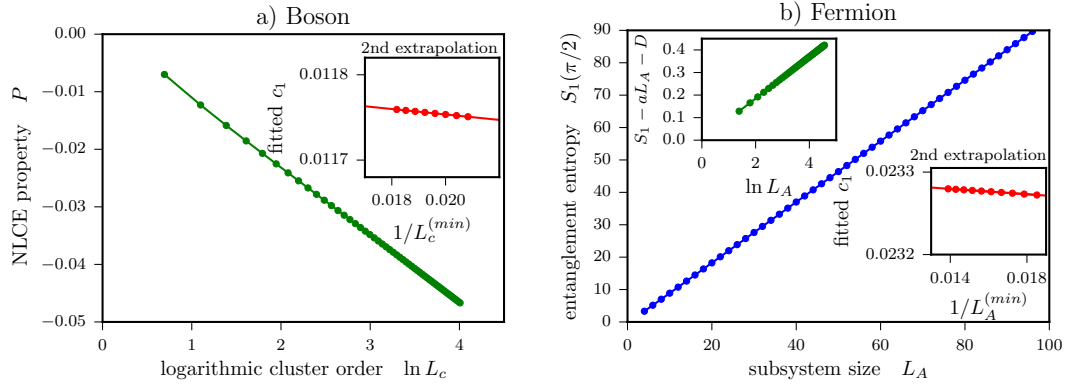 a) Boson
NLCE property P
0.00
−0.01
−0.02
−0.03
−0.04
−0.05
0 1 2 3 4
logarithmic cluster order ln L_c
2nd extrapolation
fitted c_1
0.0118
0.0117
0.018 0.020
1/L_c^{(min)}
b) Fermion
entanglement entropy S_1(π/2)
90
80
70
60
50
40
30
20
10
0
0 20 40 60 80 100
subsystem size L_A
S_1 − aL_A − D
0.4
0.3
0.2
0.1
0.0
0 2 4
ln L_A
2nd extrapolation
fitted c_1
0.0233
0.0232
0.014 0.018
1/L_A^{(min)}